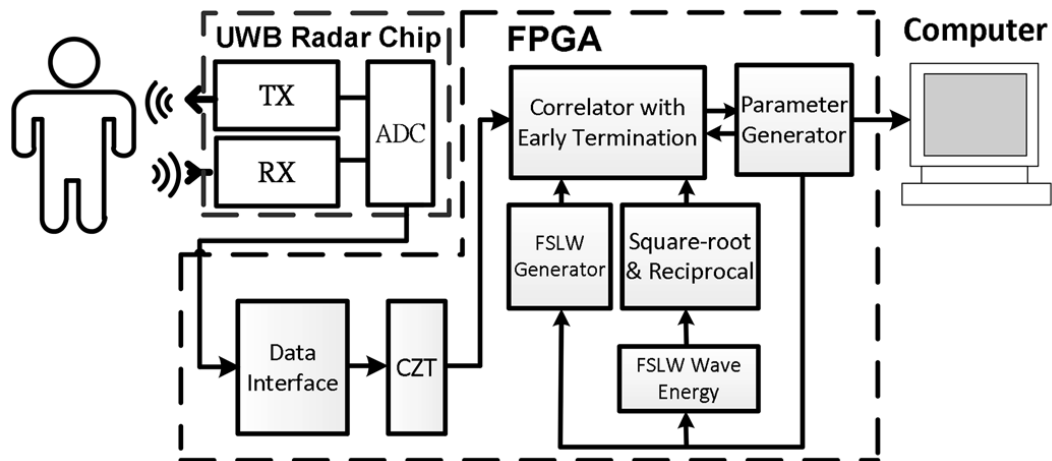 UWB Radar Chip
TX
RX
ADC
FPGA
Correlator with
Early Termination
Parameter
Generator
Computer
FSLW
Generator
Square-root
& Reciprocal
Data
Interface
CZT
FSLW Wave
Energy